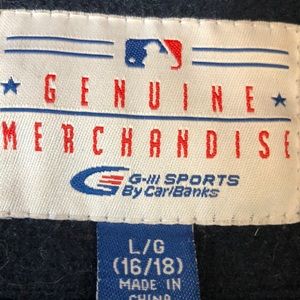 GENUINE
MERCHANDISE
G-III SPORTS
By Carl Banks
L/G
(16/18)
MADE IN
CHINA